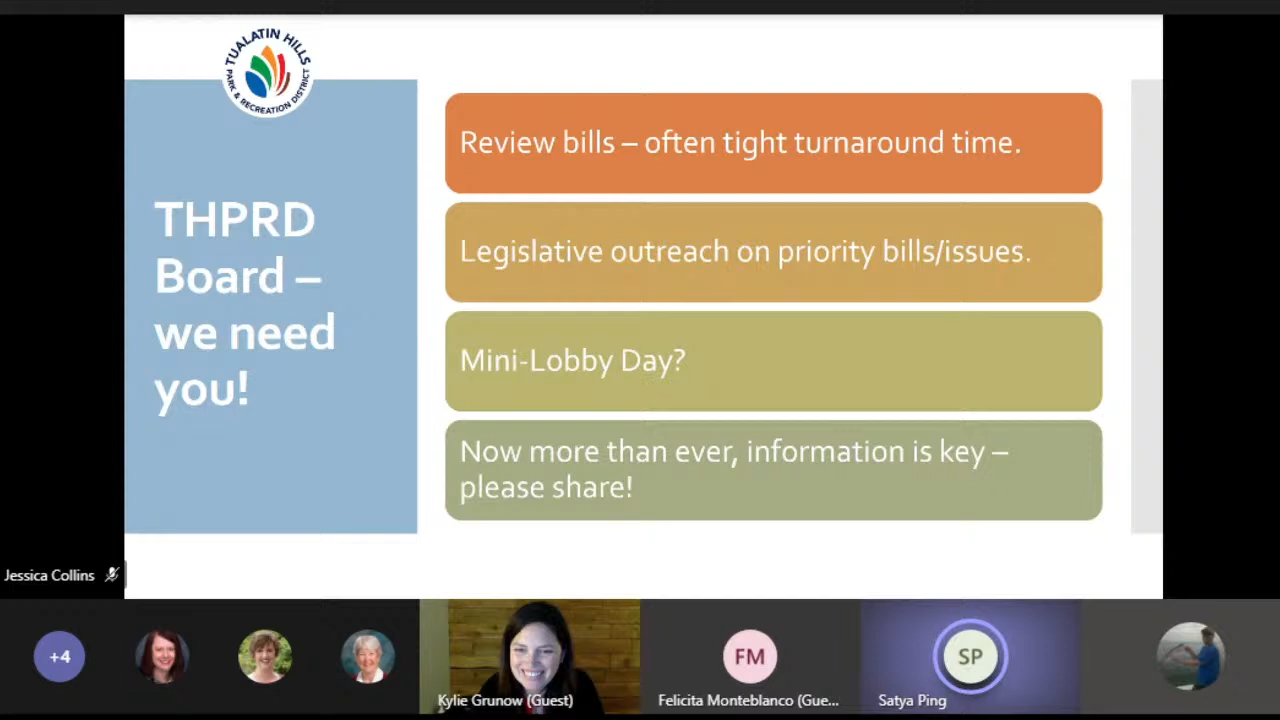 TUALATIN HILLS
PARK & RECREATION DISTRICT
THPRD
Board –
we need
you!
Review bills – often tight turnaround time.
Legislative outreach on priority bills/issues.
Mini-Lobby Day?
Now more than ever, information is key –
please share!
Jessica Collins
+4
Kylie Grunow (Guest)
FM
Felicita Monteblanco (Gue...
SP
Satya Ping